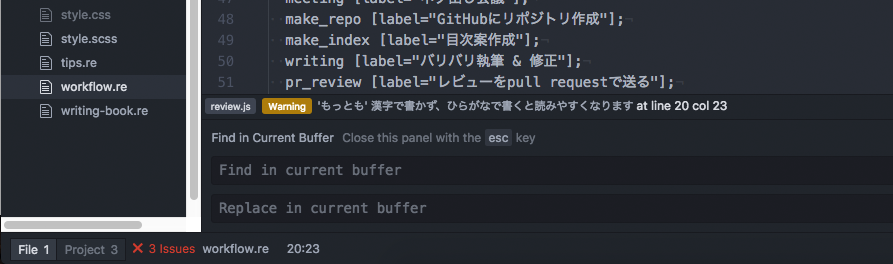 style.css
style.scss
tips.re
workflow.re
writing-book.re
48 make_repo [label="GitHubにリポジトリ作成"];¬
49 make_index [label="目次案作成"];¬
50 writing [label="バリバリ執筆 & 修正"];¬
51 pr_review [label="レビューをpull requestで送る"];¬
review.js Warning 'もっとも' 漢字で書かず、ひらがなで書くと読みやすくなります at line 20 col 23
Find in Current Buffer Close this panel with the esc key
Find in current buffer
Replace in current buffer
File 1 Project 3 ✕ 3 Issues workflow.re 20:23